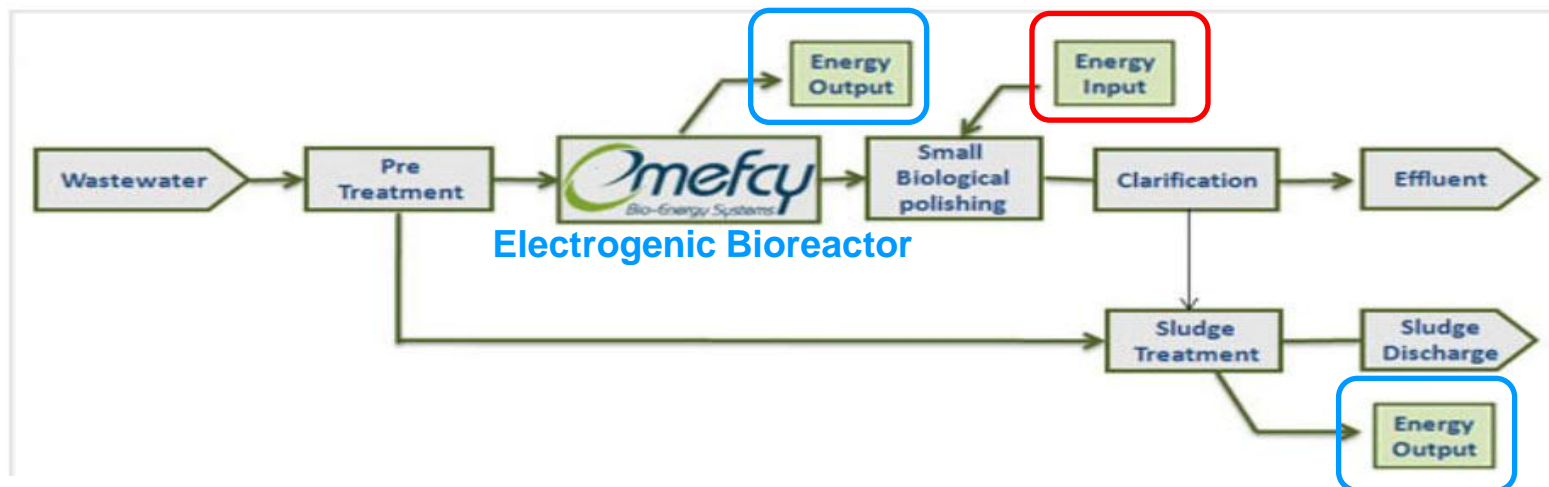 Energy
Output
Energy
Input
Wastewater
Pre
Treatment
emefcy
Bio-Energy Systems
Small
Biological
polishing
Clarification
Effluent
Electrogenic Bioreactor
Sludge
Treatment
Sludge
Discharge
Energy
Output